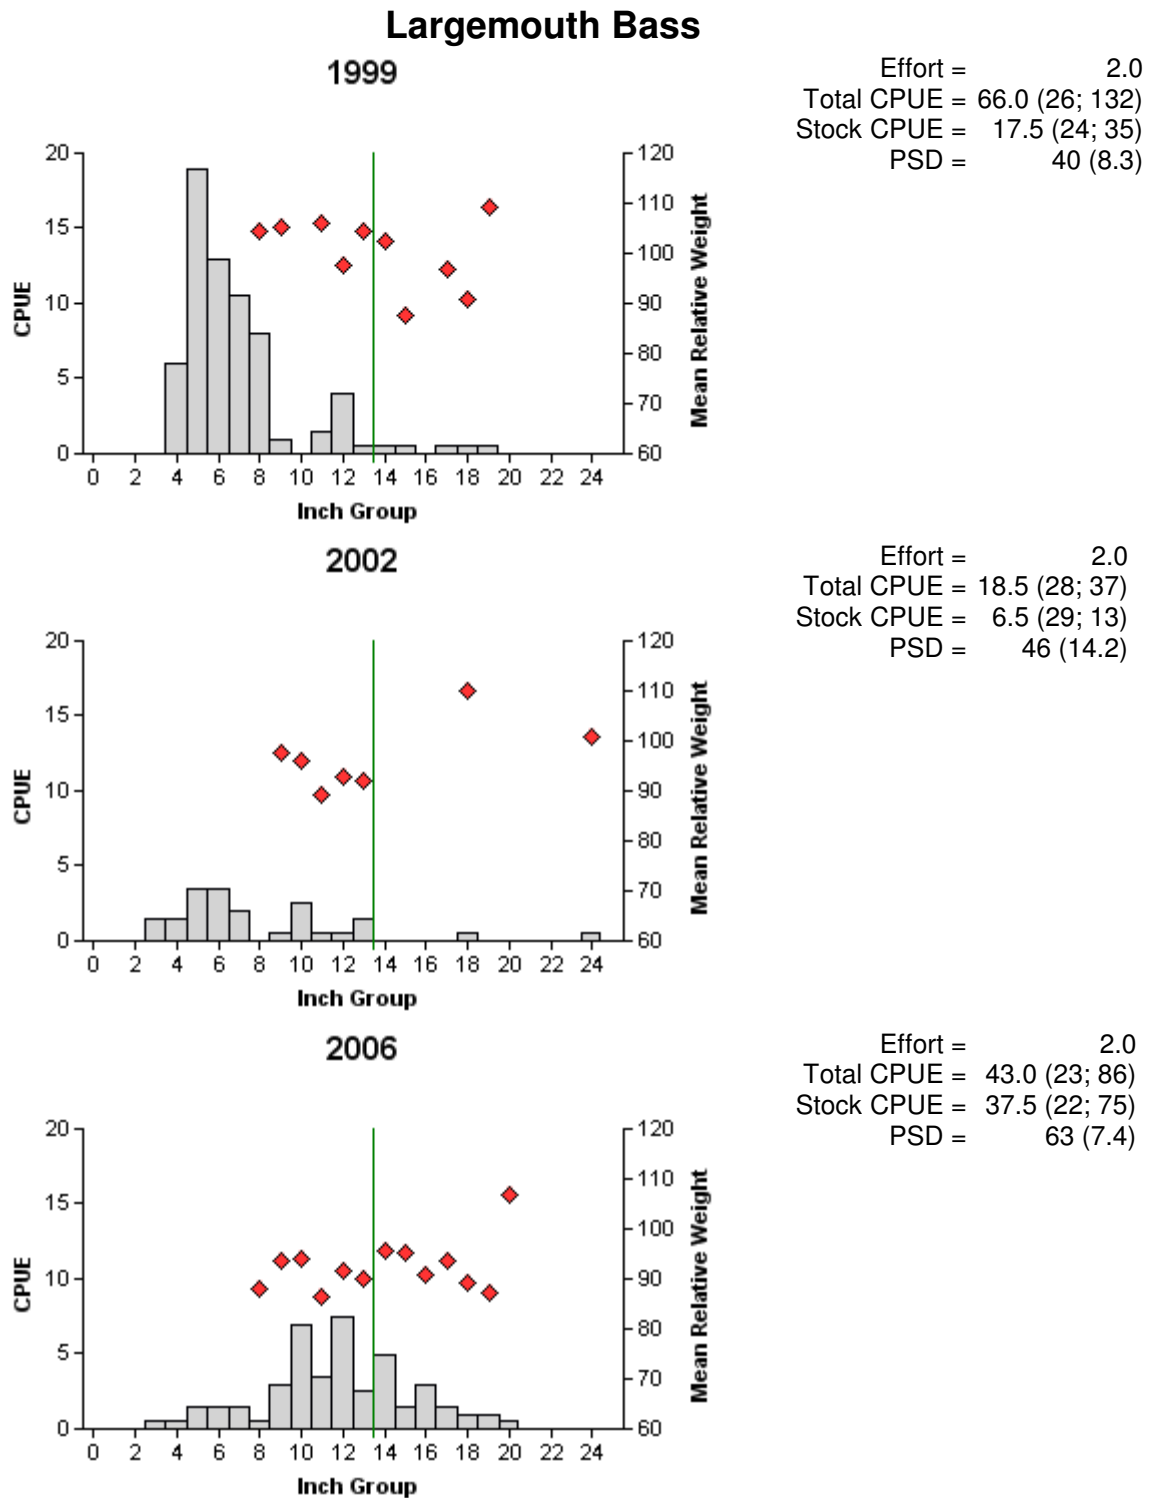 Largemouth Bass
1999
Effort = 2.0
Total CPUE = 66.0 (26; 132)
Stock CPUE = 17.5 (24; 35)
PSD = 40 (8.3)
20
15
10
5
0
CPUE
120
110
100
90
80
70
60
Mean Relative Weight
0 2 4 6 8 10 12 14 16 18 20 22 24
Inch Group
2002
Effort = 2.0
Total CPUE = 18.5 (28; 37)
Stock CPUE = 6.5 (29; 13)
PSD = 46 (14.2)
20
15
10
5
0
CPUE
120
110
100
90
80
70
60
Mean Relative Weight
0 2 4 6 8 10 12 14 16 18 20 22 24
Inch Group
2006
Effort = 2.0
Total CPUE = 43.0 (23; 86)
Stock CPUE = 37.5 (22; 75)
PSD = 63 (7.4)
20
15
10
5
0
CPUE
120
110
100
90
80
70
60
Mean Relative Weight
0 2 4 6 8 10 12 14 16 18 20 22 24
Inch Group